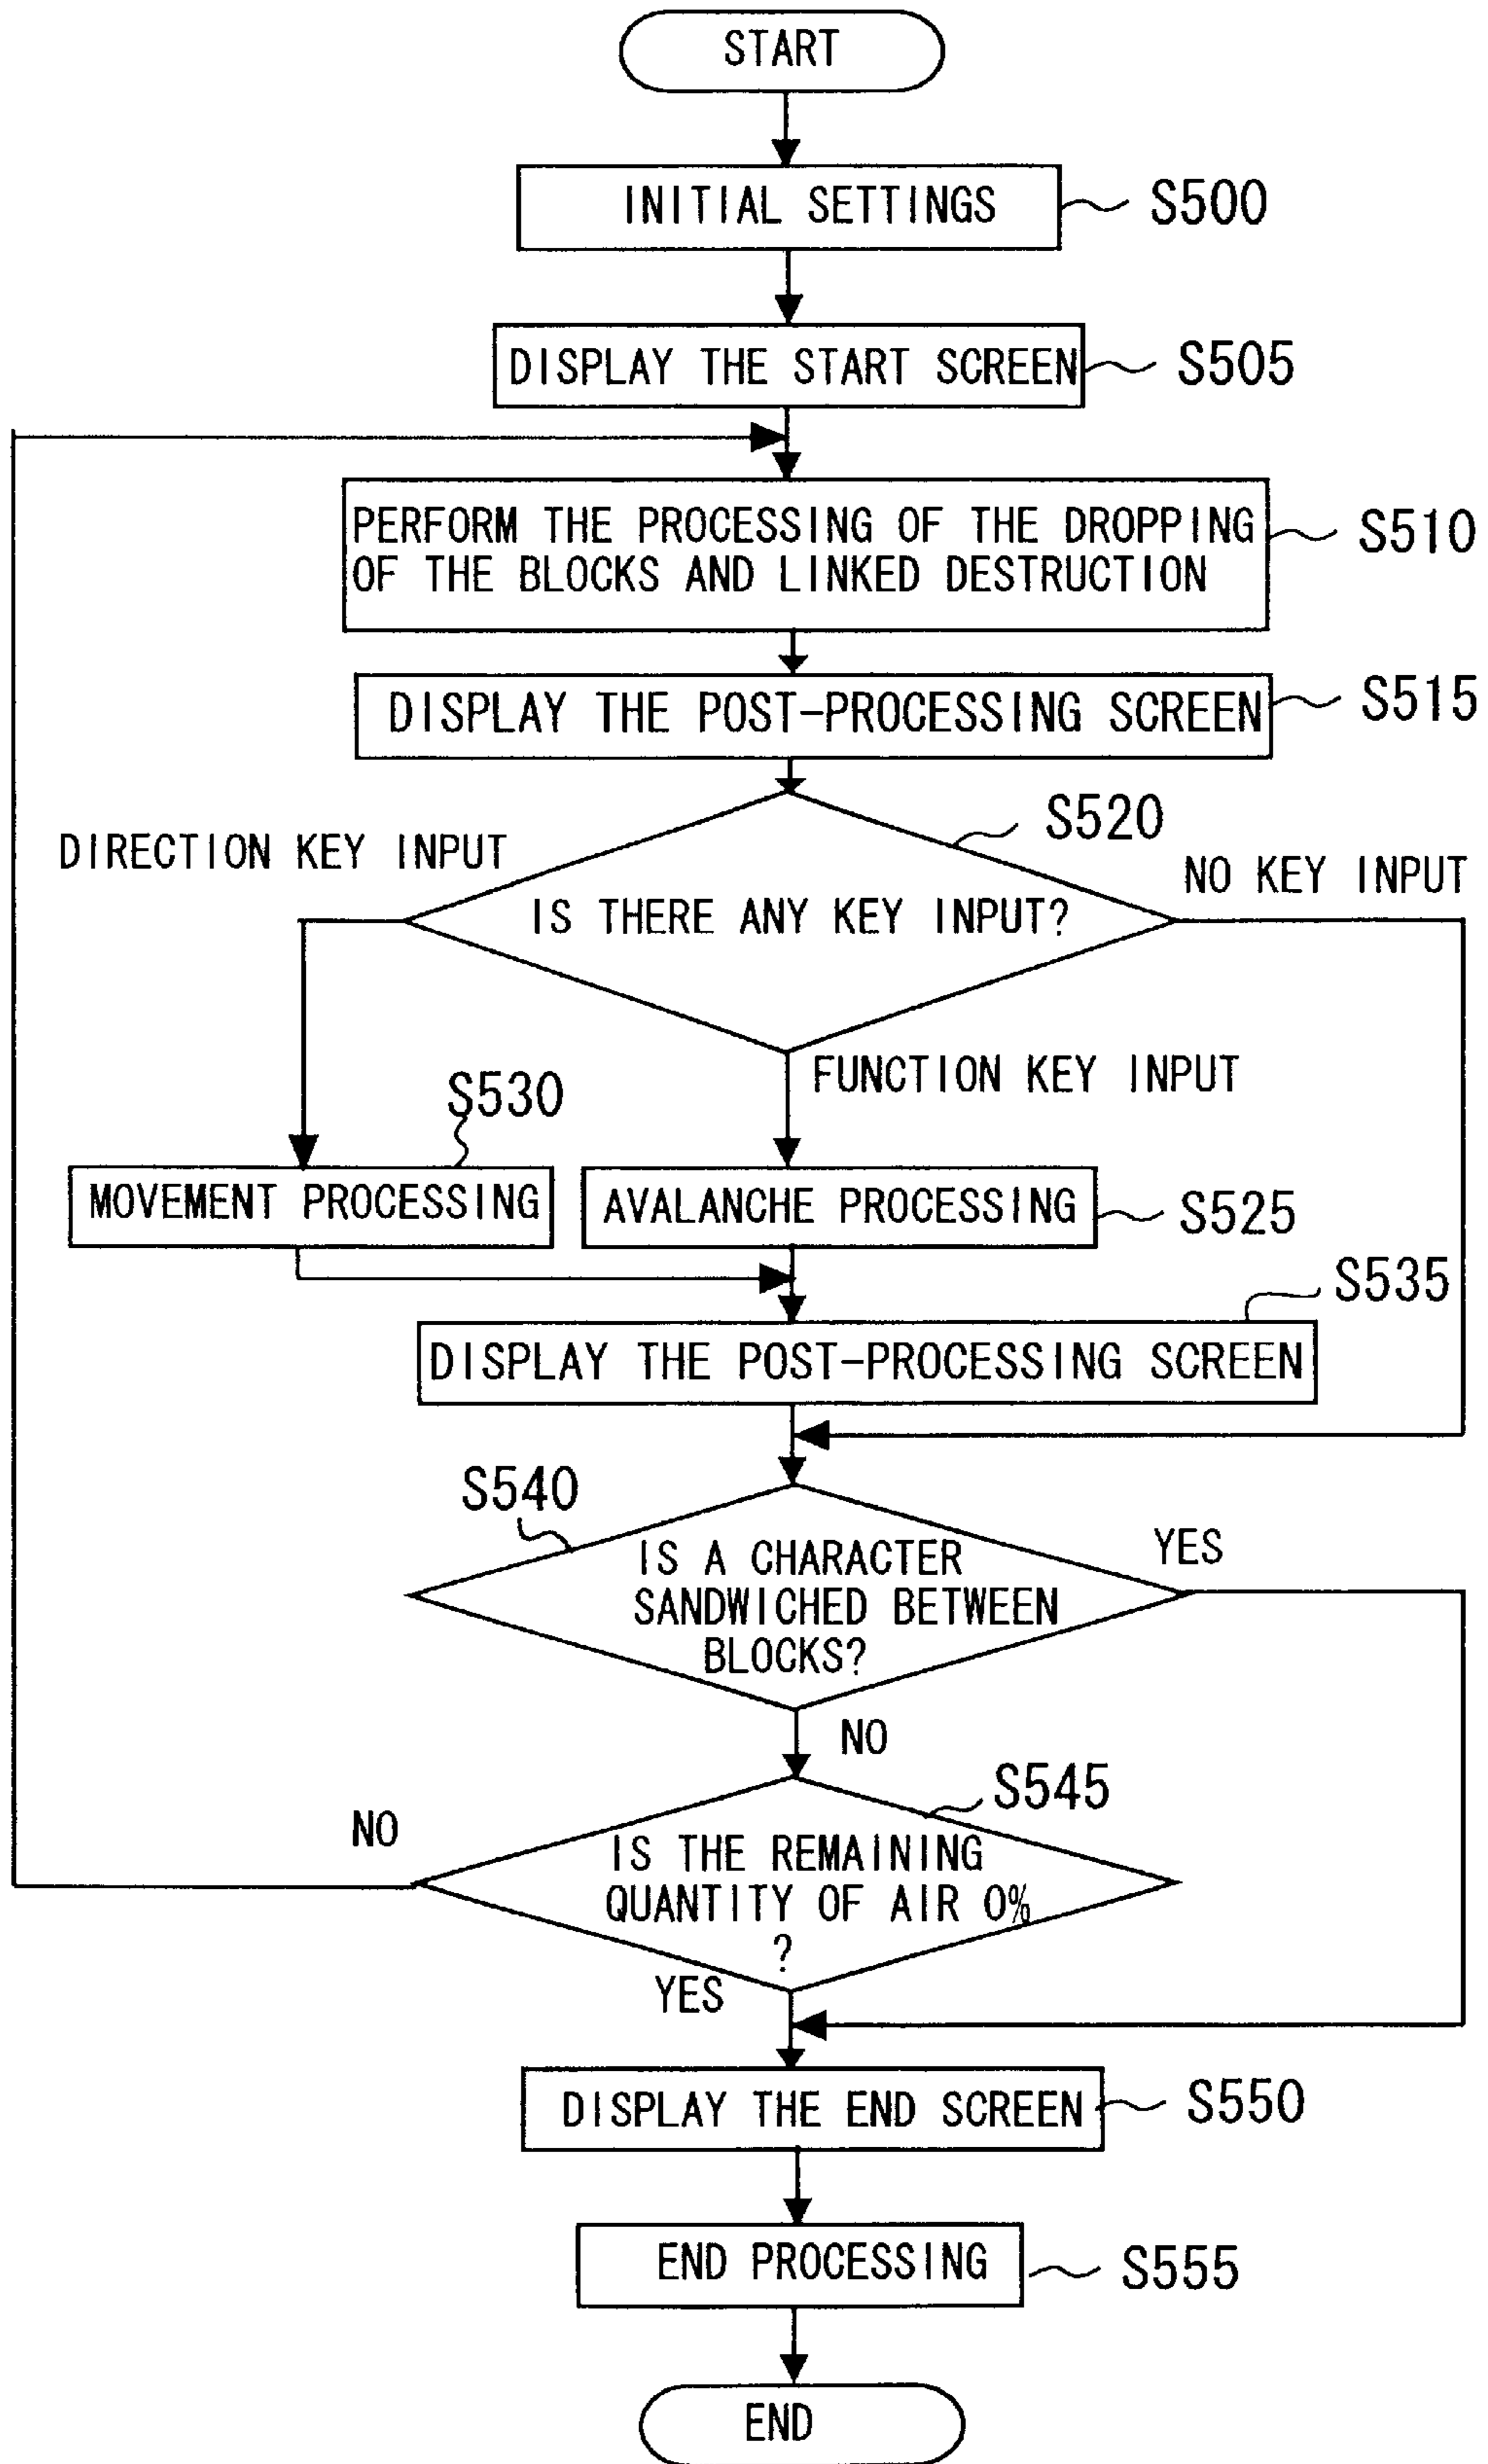 START
INITIAL SETTINGS
S500
DISPLAY THE START SCREEN
S505
PERFORM THE PROCESSING OF THE DROPPING
OF THE BLOCKS AND LINKED DESTRUCTION
S510
DISPLAY THE POST-PROCESSING SCREEN
S515
S520
DIRECTION KEY INPUT
NO KEY INPUT
IS THERE ANY KEY INPUT?
FUNCTION KEY INPUT
S530
MOVEMENT PROCESSING
AVALANCHE PROCESSING
S525
S535
DISPLAY THE POST-PROCESSING SCREEN
S540
YES
IS A CHARACTER
SANDWICHED BETWEEN
BLOCKS?
NO
S545
NO
IS THE REMAINING
QUANTITY OF AIR 0%
?
YES
DISPLAY THE END SCREEN
S550
END PROCESSING
S555
END